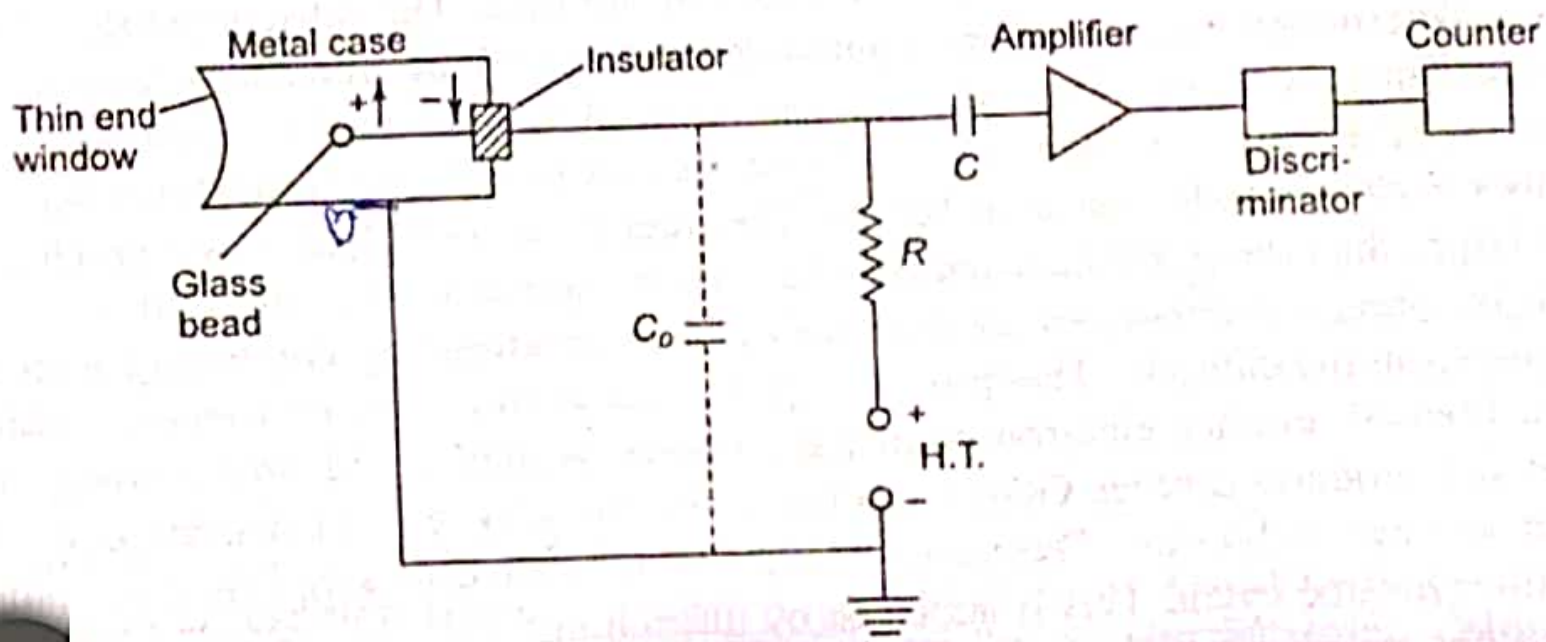 Metal case
Insulator
Amplifier
Counter
Thin end
window
+
−
C
Discri-
minator
R
Glass
bead
C₀
+
H.T.
−